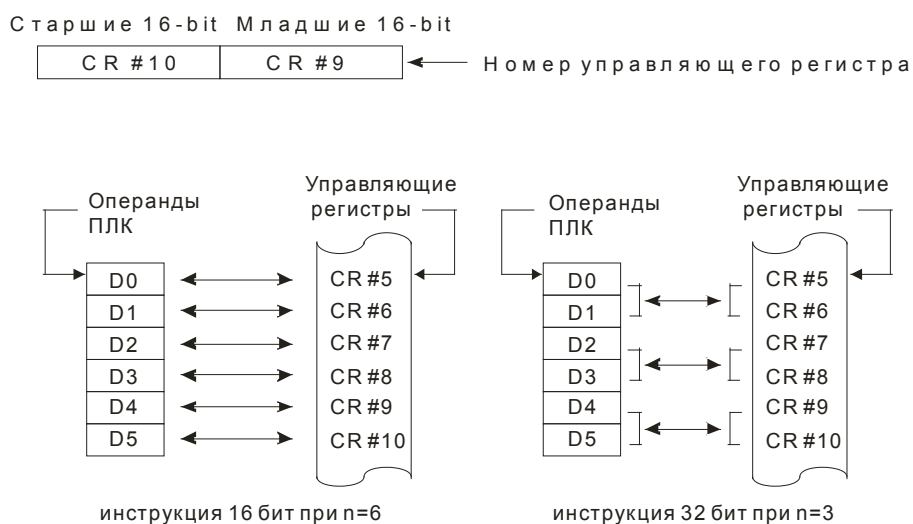 Старшие 16-bit Младшие 16-bit
CR #10 CR #9
Номер управляющего регистра
Операнды
ПЛК
Управляющие
регистры
D0
D1
D2
D3
D4
D5
CR #5
CR #6
CR #7
CR #8
CR #9
CR #10
инструкция 16 бит при n=6
Операнды
ПЛК
Управляющие
регистры
D0
D1
D2
D3
D4
D5
CR #5
CR #6
CR #7
CR #8
CR #9
CR #10
инструкция 32 бит при n=3